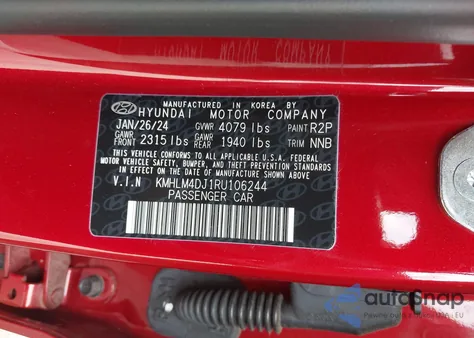 MANUFACTURED IN KOREA BY
HYUNDAI MOTOR COMPANY
JAN/26/24 GVWR 4079 lbs PAINT R2P
GAWR FRONT 2315 lbs GAWR REAR 1940 lbs TRIM NNB
THIS VEHICLE CONFORMS TO ALL APPLICABLE U.S. FEDERAL
MOTOR VEHICLE SAFETY, BUMPER, AND THEFT PREVENTION STANDARDS
IN EFFECT ON THE DATE OF MANUFACTURE SHOWN ABOVE.
V.I.N KMHLM4DJ1RU106244
PASSENGER CAR
autosnap